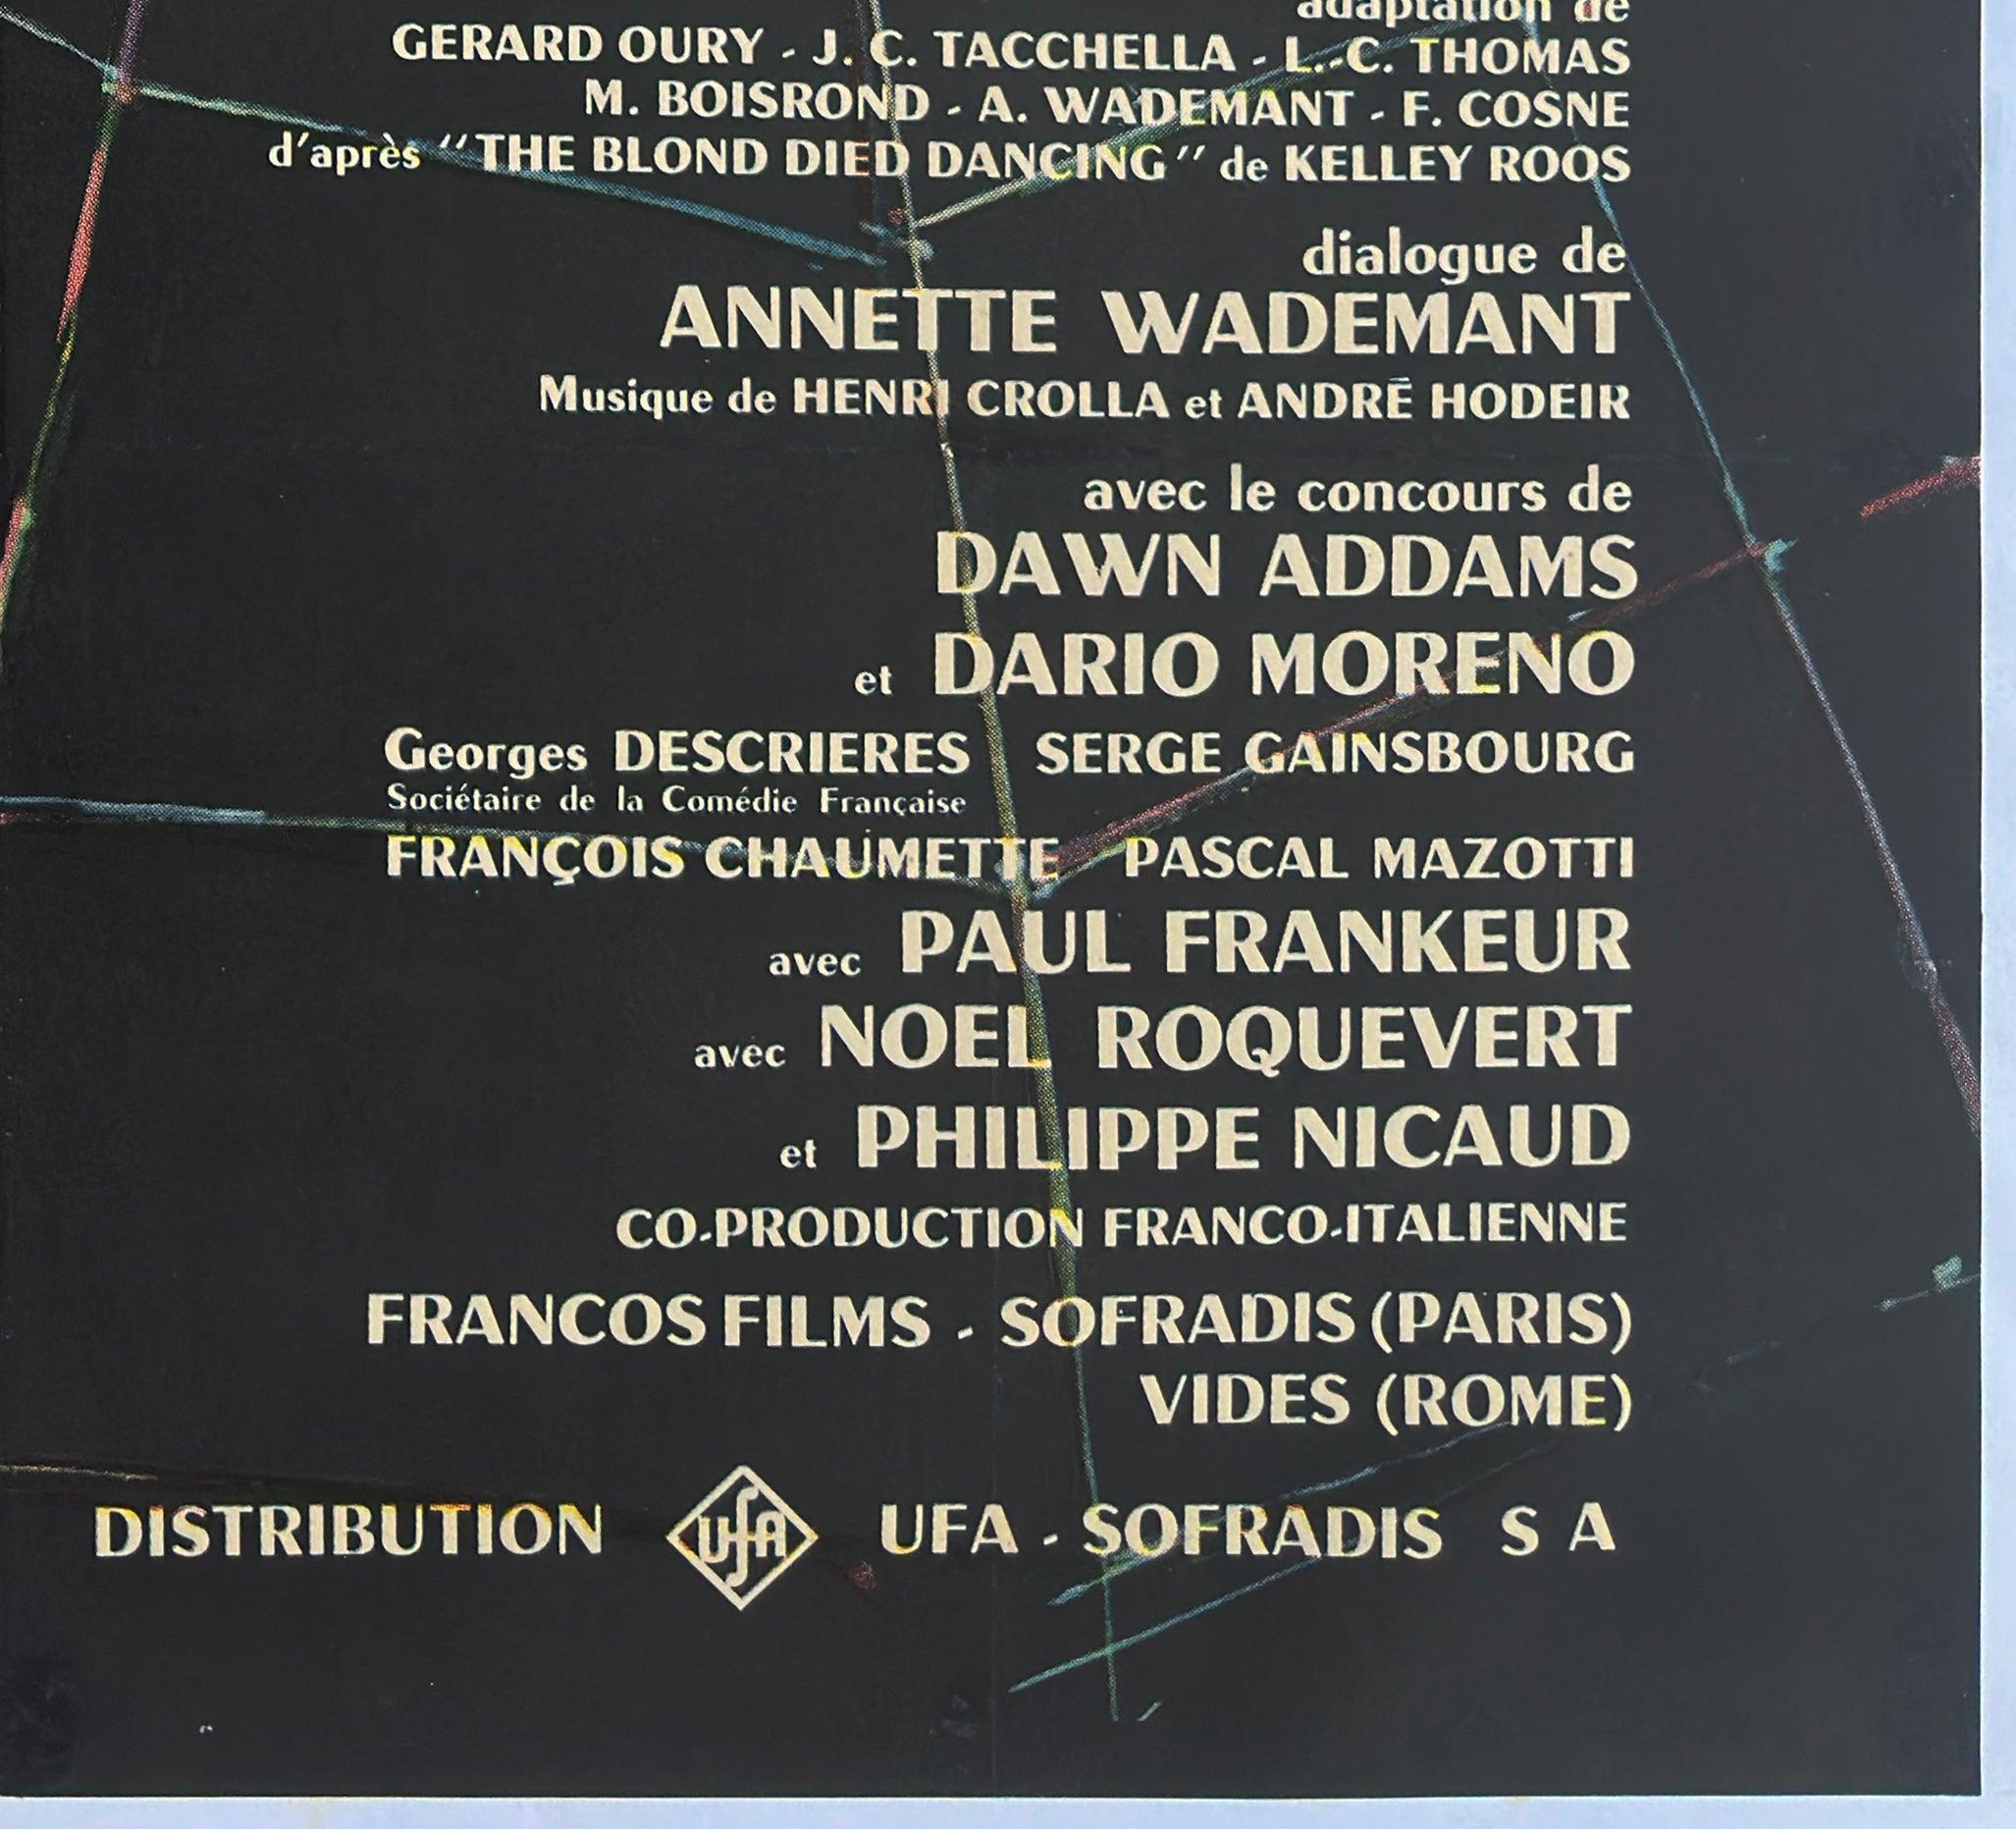 adaptation de
GERARD OURY - J. C. TACCHELLA - L.-C. THOMAS
M. BOISROND - A. WADEMANT - F. COSNE
d'après "THE BLOND DIED DANCING" de KELLEY ROOS
dialogue de
ANNETTE WADEMANT
Musique de HENRI CROLLA et ANDRÉ HODEIR
avec le concours de
DAWN ADDAMS
et DARIO MORENO
Georges DESCRIERES SERGE GAINSBOURG
Sociétaire de la Comédie Française
FRANÇOIS CHAUMETTE PASCAL MAZOTTI
avec PAUL FRANKEUR
avec NOEL ROQUEVERT
et PHILIPPE NICAUD
CO-PRODUCTION FRANCO-ITALIENNE
FRANCOS FILMS - SOFRADIS (PARIS)
VIDES (ROME)
DISTRIBUTION UFA UFA - SOFRADIS S A